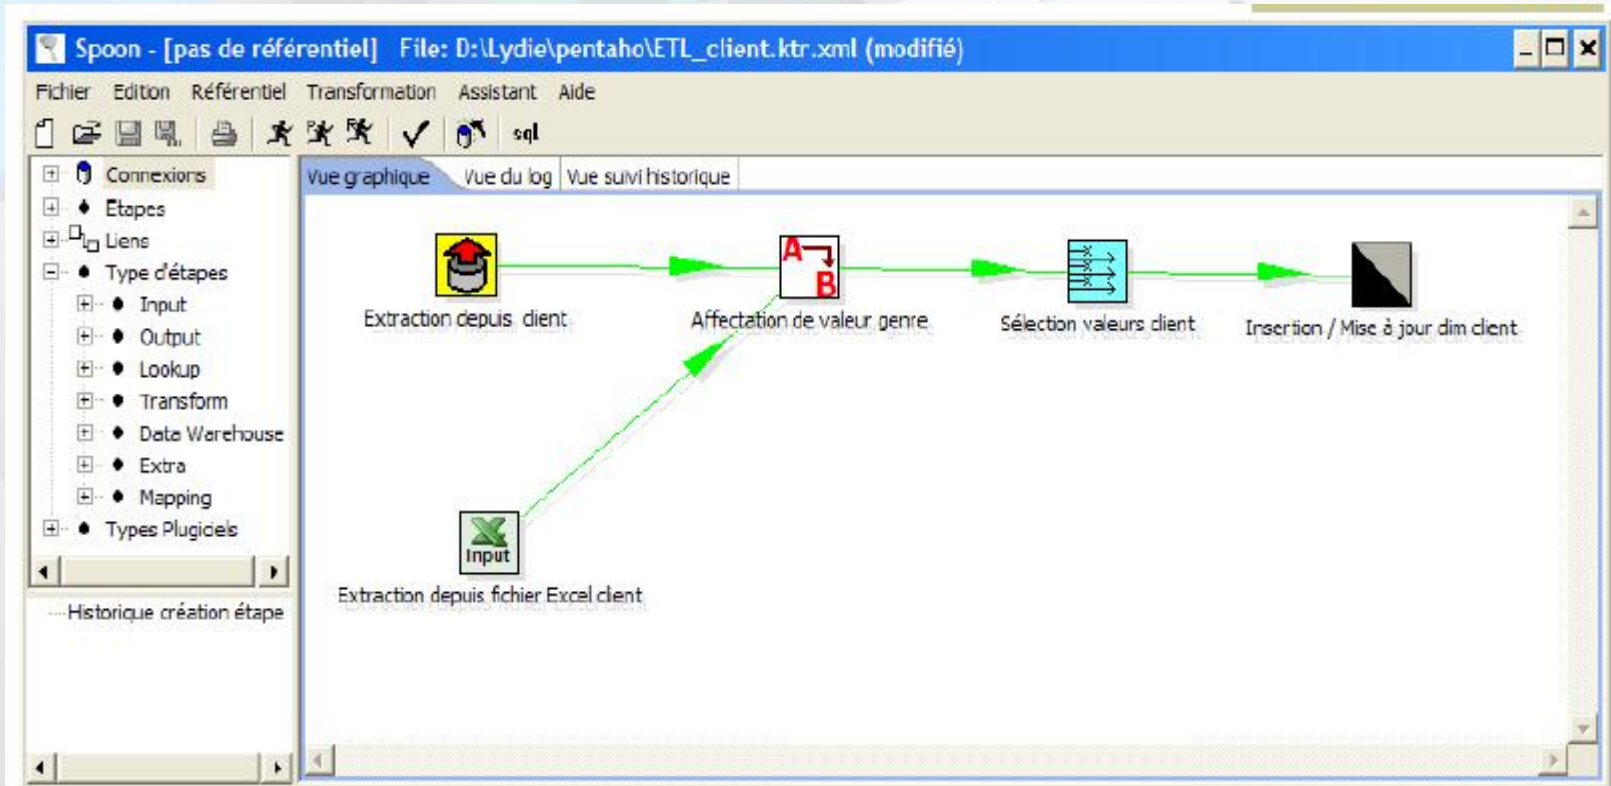 Spoon - [pas de référentiel] File: D:\Lydie\pentaho\ETL_client.ktr.xml (modifié)
Fichier Edition Référentiel Transformation Assistant Aide
sql
Connexions
Etapes
Liens
Type d'étapes
Input
Output
Lookup
Transform
Data Warehouse
Extra
Mapping
Types Plugiciels
Historique création étape
Vue graphique Vue du log Vue suivi historique
A
B
Extraction depuis client
Affectation de valeur genre
Sélection valeurs client
Insertion / Mise à jour dim client
Input
Extraction depuis fichier Excel client